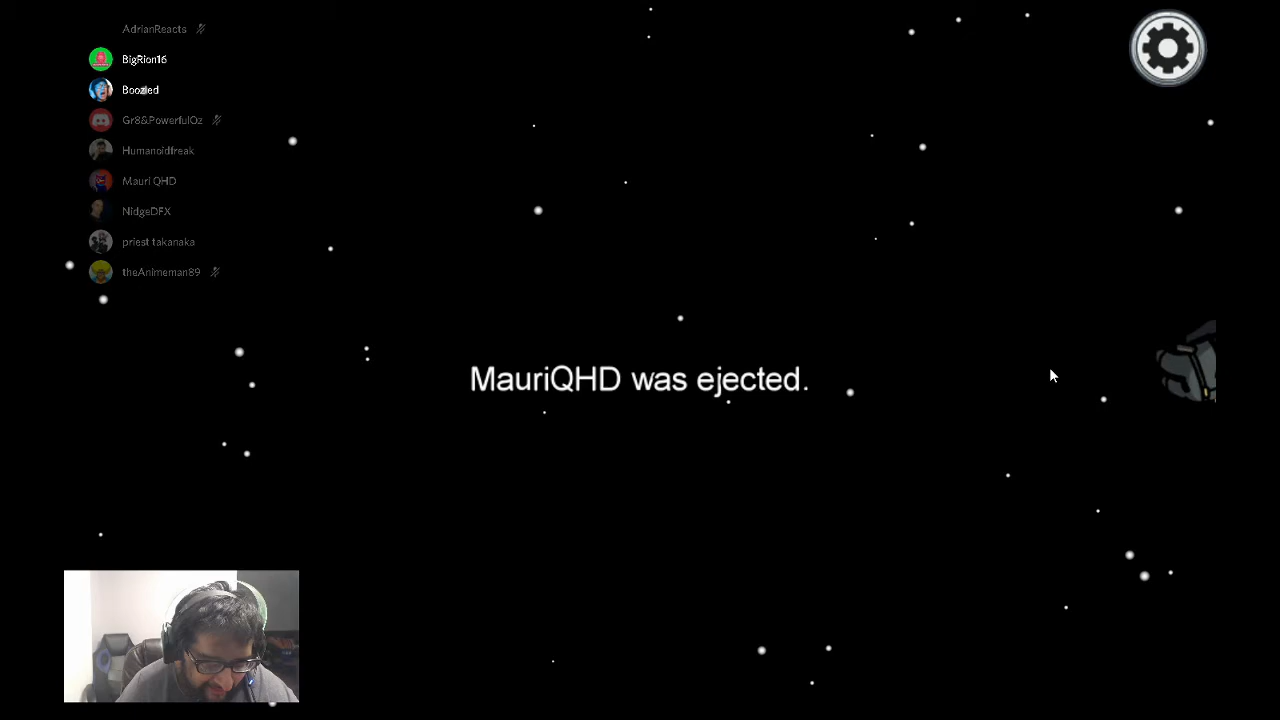 AdrianReacts
BigRion16
Boozled
Gr8&PowerfulOz
Humanoidfreak
Mauri QHD
NidgeDFX
priest takanaka
theAnimeman89
MauriQHD was ejected.